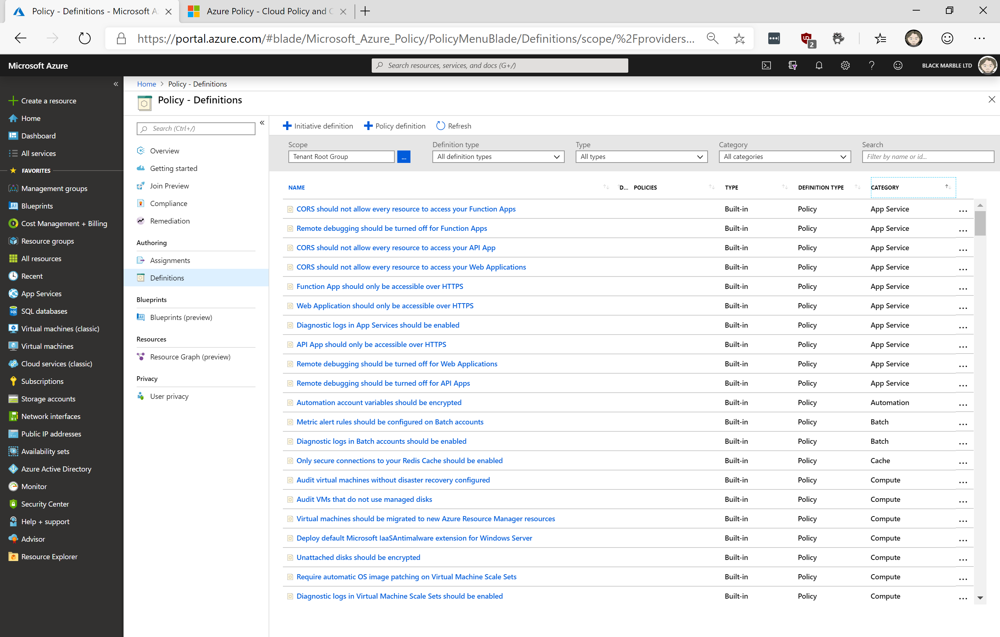 Policy - Definitions - Microsoft A
Azure Policy - Cloud Policy and C
https://portal.azure.com/#blade/Microsoft_Azure_Policy/PolicyMenuBlade/Definitions/scope/%2Fproviders...
2
Microsoft Azure
Search resources, services, and docs (G+/)
BLACK MARBLE LTD
Create a resource
Home
Dashboard
All services
FAVORITES
Management groups
Blueprints
Cost Management + Billing
Resource groups
All resources
Recent
App Services
SQL databases
Virtual machines (classic)
Virtual machines
Cloud services (classic)
Subscriptions
Storage accounts
Network interfaces
Public IP addresses
Availability sets
Azure Active Directory
Monitor
Security Center
Help + support
Advisor
Resource Explorer
Home > Policy - Definitions
Policy - Definitions
Search (Ctrl+/)
Overview
Getting started
Join Preview
Compliance
Remediation
Authoring
Assignments
Definitions
Blueprints
Blueprints (preview)
Resources
Resource Graph (preview)
Privacy
User privacy
Initiative definition Policy definition Refresh
Scope Definition type Type Category Search
Tenant Root Group ... All definition types All types All categories Filter by name or id...
NAME D... POLICIES TYPE DEFINITION TYPE CATEGORY
CORS should not allow every resource to access your Function Apps Built-in Policy App Service ...
Remote debugging should be turned off for Function Apps Built-in Policy App Service ...
CORS should not allow every resource to access your API App Built-in Policy App Service ...
CORS should not allow every resource to access your Web Applications Built-in Policy App Service ...
Function App should only be accessible over HTTPS Built-in Policy App Service ...
Web Application should only be accessible over HTTPS Built-in Policy App Service ...
Diagnostic logs in App Services should be enabled Built-in Policy App Service ...
API App should only be accessible over HTTPS Built-in Policy App Service ...
Remote debugging should be turned off for Web Applications Built-in Policy App Service ...
Remote debugging should be turned off for API Apps Built-in Policy App Service ...
Automation account variables should be encrypted Built-in Policy Automation ...
Metric alert rules should be configured on Batch accounts Built-in Policy Batch ...
Diagnostic logs in Batch accounts should be enabled Built-in Policy Batch ...
Only secure connections to your Redis Cache should be enabled Built-in Policy Cache ...
Audit virtual machines without disaster recovery configured Built-in Policy Compute ...
Audit VMs that do not use managed disks Built-in Policy Compute ...
Virtual machines should be migrated to new Azure Resource Manager resources Built-in Policy Compute ...
Deploy default Microsoft IaaSAntimalware extension for Windows Server Built-in Policy Compute ...
Unattached disks should be encrypted Built-in Policy Compute ...
Require automatic OS image patching on Virtual Machine Scale Sets Built-in Policy Compute ...
Diagnostic logs in Virtual Machine Scale Sets should be enabled Built-in Policy Compute ...